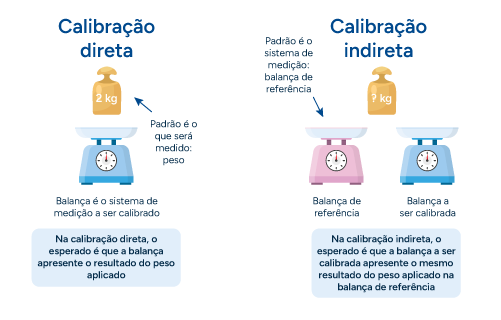 Calibração
direta
2 kg
Padrão é o
que será
medido:
peso
Balança é o sistema de
medição a ser calibrado
Na calibração direta, o
esperado é que a balança
apresente o resultado do peso
aplicado
Calibração
indireta
Padrão é o
sistema de
medição:
balança de
referência
? kg
Balança de
referência
Balança a
ser calibrada
Na calibração indireta, o
esperado é que a balança a ser
calibrada apresente o mesmo
resultado do peso aplicado na
balança de referência